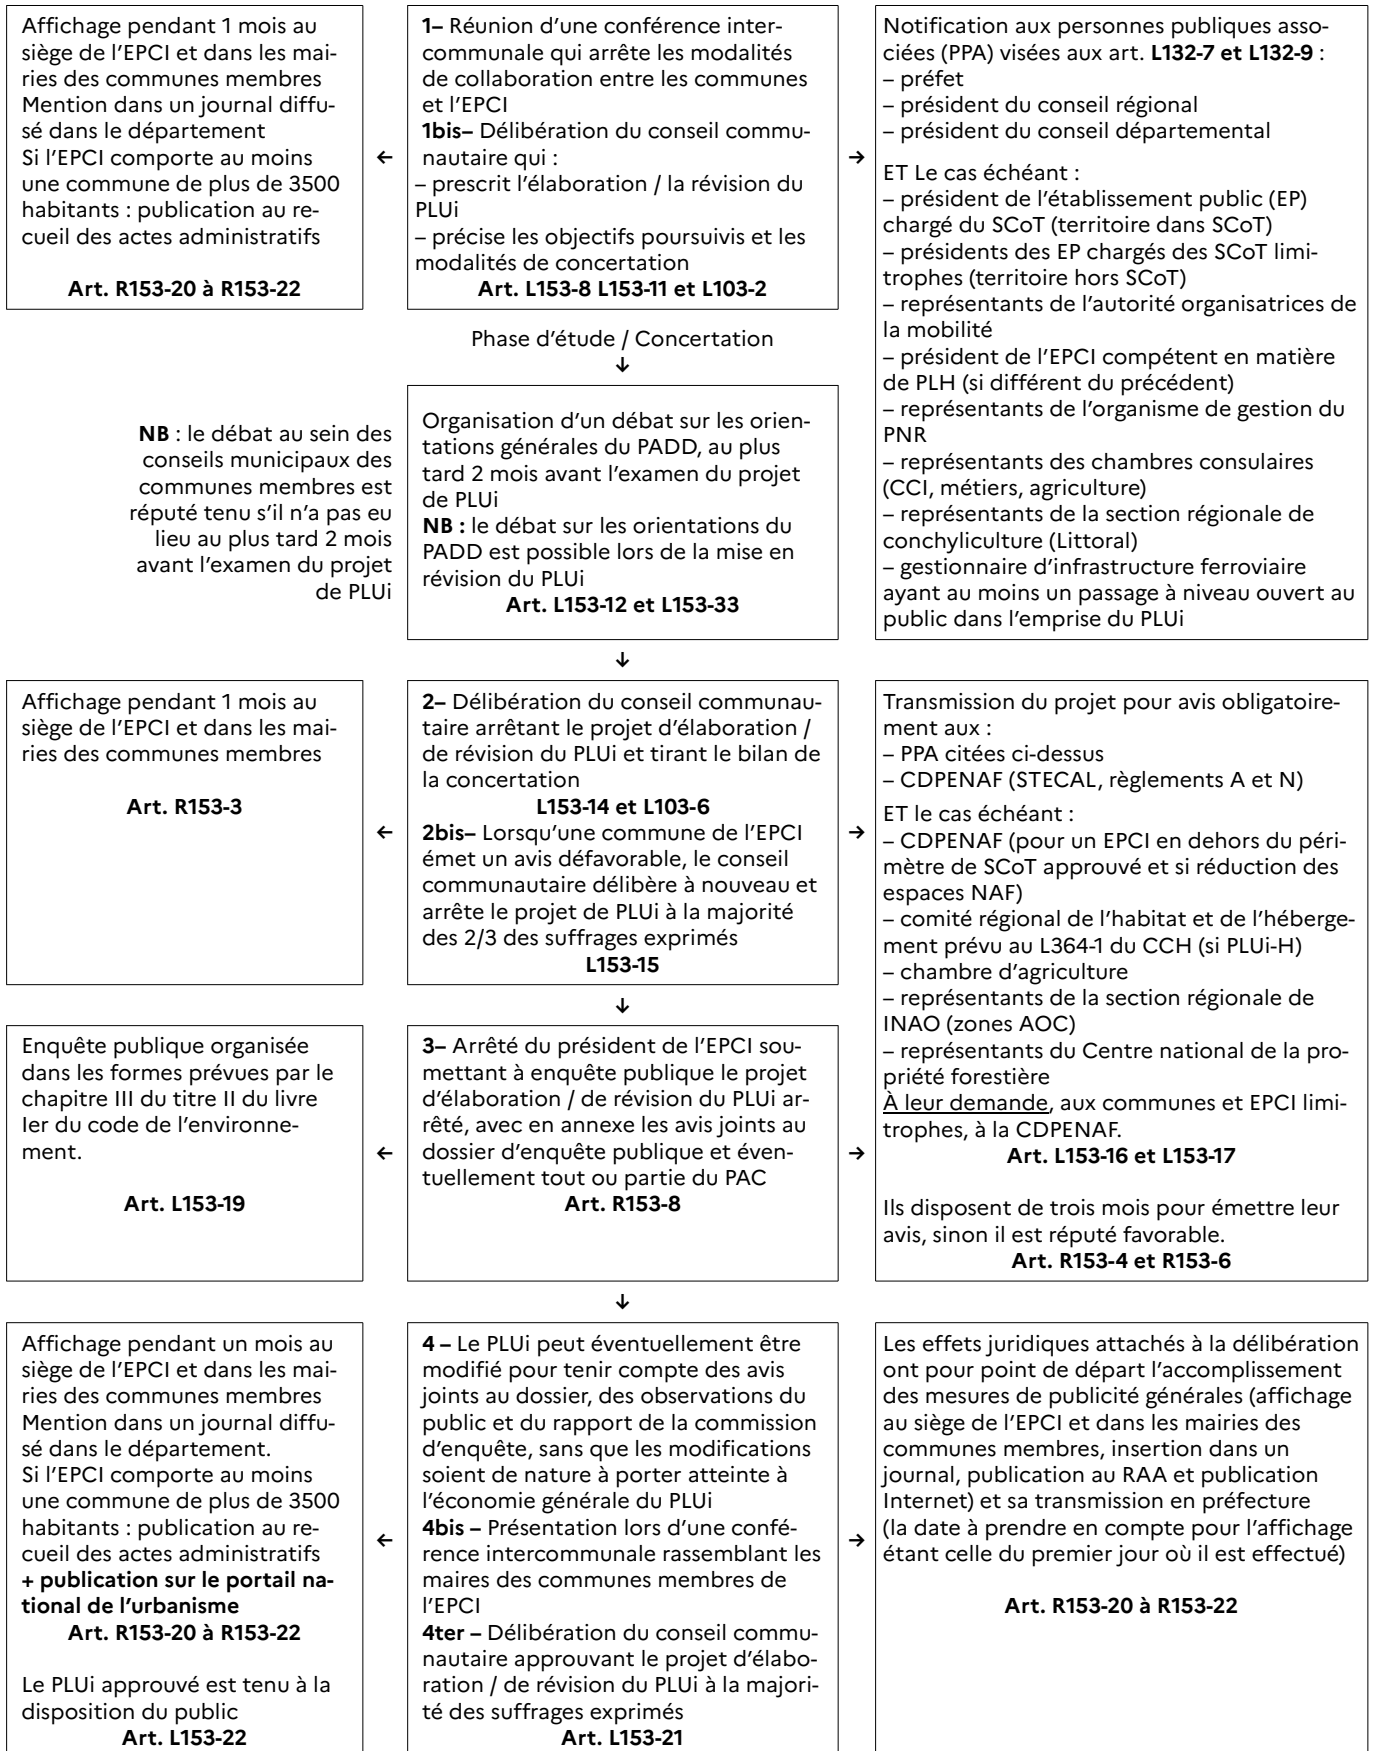 Affichage pendant 1 mois au
siège de l'EPCI et dans les mai-
ries des communes membres
Mention dans un journal diffu-
sé dans le département
Si l'EPCI comporte au moins
une commune de plus de 3500
habitants : publication au re-
cueil des actes administratifs
Art. R153-20 à R153-22
←
1– Réunion d'une conférence inter-
communale qui arrête les modalités
de collaboration entre les communes
et l'EPCI
1bis– Délibération du conseil commu-
nautaire qui :
– prescrit l'élaboration / la révision du
PLUi
– précise les objectifs poursuivis et les
modalités de concertation
Art. L153-8 L153-11 et L103-2
→
Notification aux personnes publiques asso-
ciées (PPA) visées aux art. L132-7 et L132-9 :
– préfet
– président du conseil régional
– président du conseil départemental
ET Le cas échéant :
– président de l'établissement public (EP)
chargé du SCoT (territoire dans SCoT)
– présidents des EP chargés des SCoT limi-
trophes (territoire hors SCoT)
– représentants de l'autorité organisatrices de
la mobilité
– président de l'EPCI compétent en matière
de PLH (si différent du précédent)
– représentants de l'organisme de gestion du
PNR
– représentants des chambres consulaires
(CCI, métiers, agriculture)
– représentants de la section régionale de
conchyliculture (Littoral)
– gestionnaire d'infrastructure ferroviaire
ayant au moins un passage à niveau ouvert au
public dans l'emprise du PLUi
Phase d'étude / Concertation
↓
NB : le débat au sein des
conseils municipaux des
communes membres est
réputé tenu s'il n'a pas eu
lieu au plus tard 2 mois
avant l'examen du projet
de PLUi
Organisation d'un débat sur les orien-
tations générales du PADD, au plus
tard 2 mois avant l'examen du projet
de PLUi
NB : le débat sur les orientations du
PADD est possible lors de la mise en
révision du PLUi
Art. L153-12 et L153-33
↓
Affichage pendant 1 mois au
siège de l'EPCI et dans les mai-
ries des communes membres
Art. R153-3
←
2– Délibération du conseil communau-
taire arrêtant le projet d'élaboration /
de révision du PLUi et tirant le bilan de
la concertation
L153-14 et L103-6
2bis– Lorsqu'une commune de l'EPCI
émet un avis défavorable, le conseil
communautaire délibère à nouveau et
arrête le projet de PLUi à la majorité
des 2/3 des suffrages exprimés
L153-15
→
Transmission du projet pour avis obligatoire-
ment aux :
– PPA citées ci-dessus
– CDPENAF (STECAL, règlements A et N)
ET le cas échéant :
– CDPENAF (pour un EPCI en dehors du péri-
mètre de SCoT approuvé et si réduction des
espaces NAF)
– comité régional de l'habitat et de l'héberge-
ment prévu au L364-1 du CCH (si PLUi-H)
– chambre d'agriculture
– représentants de la section régionale de
INAO (zones AOC)
– représentants du Centre national de la pro-
priété forestière
À leur demande, aux communes et EPCI limi-
trophes, à la CDPENAF.
Art. L153-16 et L153-17
Ils disposent de trois mois pour émettre leur
avis, sinon il est réputé favorable.
Art. R153-4 et R153-6
↓
Enquête publique organisée
dans les formes prévues par le
chapitre III du titre II du livre
Ier du code de l'environne-
ment.
Art. L153-19
←
3– Arrêté du président de l'EPCI sou-
mettant à enquête publique le projet
d'élaboration / de révision du PLUi ar-
rêté, avec en annexe les avis joints au
dossier d'enquête publique et éven-
tuellement tout ou partie du PAC
Art. R153-8
→
↓
Affichage pendant un mois au
siège de l'EPCI et dans les mai-
ries des communes membres
Mention dans un journal diffu-
sé dans le département.
Si l'EPCI comporte au moins
une commune de plus de 3500
habitants : publication au re-
cueil des actes administratifs
+ publication sur le portail na-
tional de l'urbanisme
Art. R153-20 à R153-22
Le PLUi approuvé est tenu à la
disposition du public
Art. L153-22
←
4 – Le PLUi peut éventuellement être
modifié pour tenir compte des avis
joints au dossier, des observations du
public et du rapport de la commission
d'enquête, sans que les modifications
soient de nature à porter atteinte à
l'économie générale du PLUi
4bis – Présentation lors d'une confé-
rence intercommunale rassemblant les
maires des communes membres de
l'EPCI
4ter – Délibération du conseil commu-
nautaire approuvant le projet d'élabo-
ration / de révision du PLUi à la majori-
té des suffrages exprimés
Art. L153-21
→
Les effets juridiques attachés à la délibération
ont pour point de départ l'accomplissement
des mesures de publicité générales (affichage
au siège de l'EPCI et dans les mairies des
communes membres, insertion dans un
journal, publication au RAA et publication
Internet) et sa transmission en préfecture
(la date à prendre en compte pour l'affichage
étant celle du premier jour où il est effectué)
Art. R153-20 à R153-22